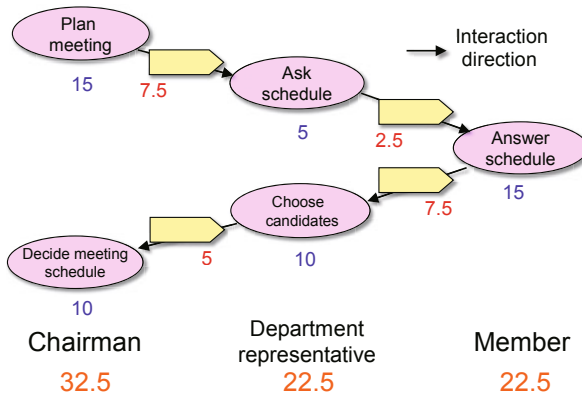 Plan
meeting
15
7.5
Interaction
direction
Ask
schedule
5
2.5
Answer
schedule
15
7.5
Choose
candidates
10
5
Decide meeting
schedule
10
Chairman
32.5
Department
representative
22.5
Member
22.5